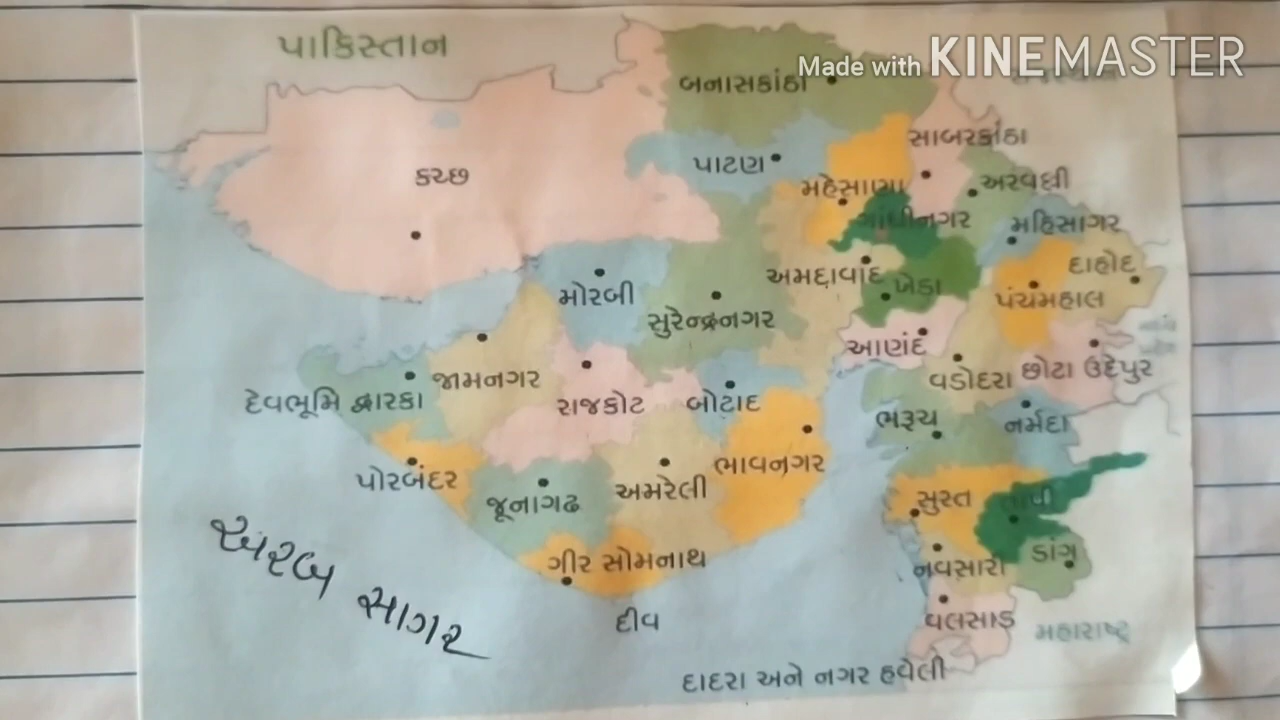 પાકિસ્તાન
Made with KINEMASTER
બનાસકાંઠા
સાબરકાંઠા
પાટણ
મહેસાણા
અરવલ્લી
કચ્છ
ગાંધીનગર
મહિસાગર
અમદાવાદ
ખેડા
દાહોદ
મોરબી
સુરેન્દ્રનગર
પંચમહાલ
આણંદ
વડોદરા
છોટા ઉદેપુર
દેવભૂમિ દ્વારકા
જામનગર
રાજકોટ
બોટાદ
ભરૂચ
નર્મદા
પોરબંદર
જૂનાગઢ
અમરેલી
ભાવનગર
સુરત
તાપી
અરબ સાગર
ગીર સોમનાથ
નવસારી
ડાંગ
દીવ
વલસાડ
મહારાષ્ટ્ર
દાદરા અને નગર હવેલી